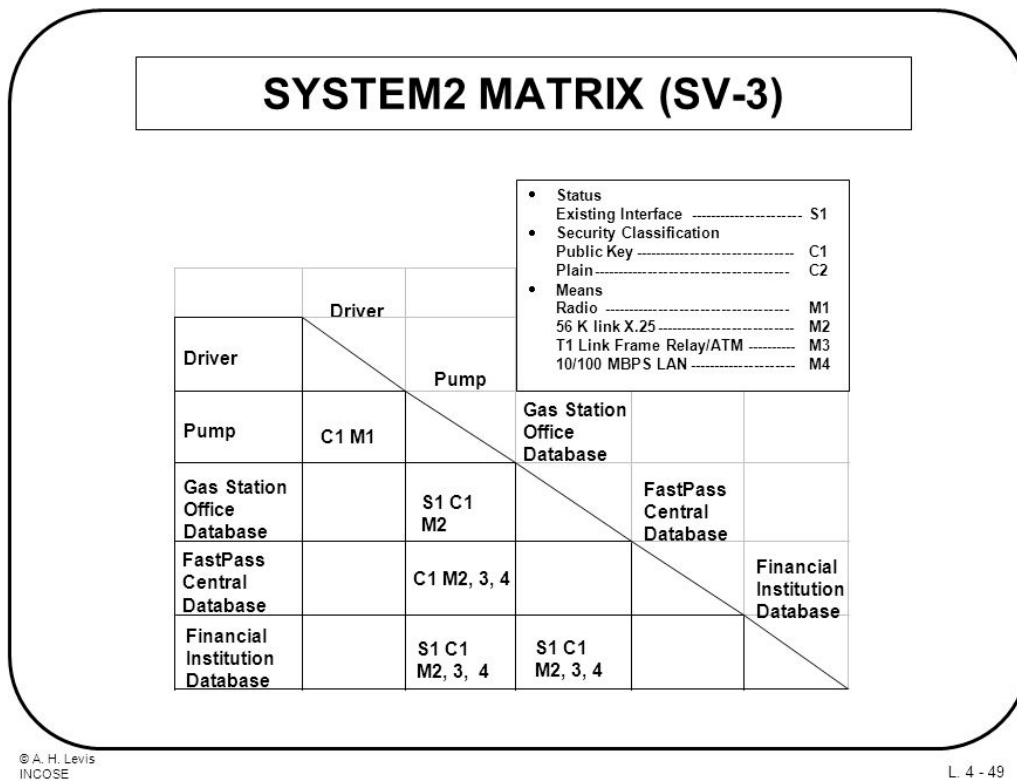 SYSTEM2 MATRIX (SV-3)
• Status
Existing Interface ---------------------- S1
• Security Classification
Public Key ------------------------------- C1
Plain--------------------------------------- C2
• Means
Radio ------------------------------------ M1
56 K link X.25--------------------------- M2
T1 Link Frame Relay/ATM ---------- M3
10/100 MBPS LAN --------------------- M4
Driver
Driver
Pump
Pump
C1 M1
Gas Station
Office
Database
Gas Station
Office
Database
S1 C1
M2
FastPass
Central
Database
FastPass
Central
Database
C1 M2, 3, 4
Financial
Institution
Database
Financial
Institution
Database
S1 C1
M2, 3, 4
S1 C1
M2, 3, 4
© A. H. Levis
INCOSE
L. 4 - 49